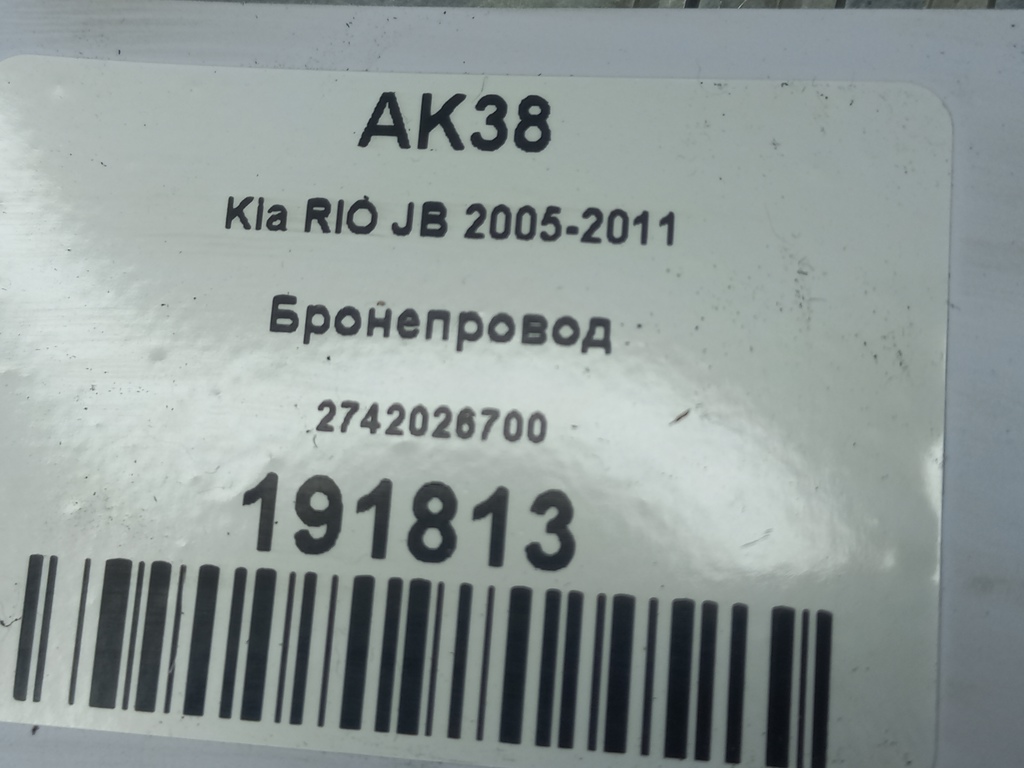 AK38
Kia RIO JB 2005-2011
Бронепровод
2742026700
191813